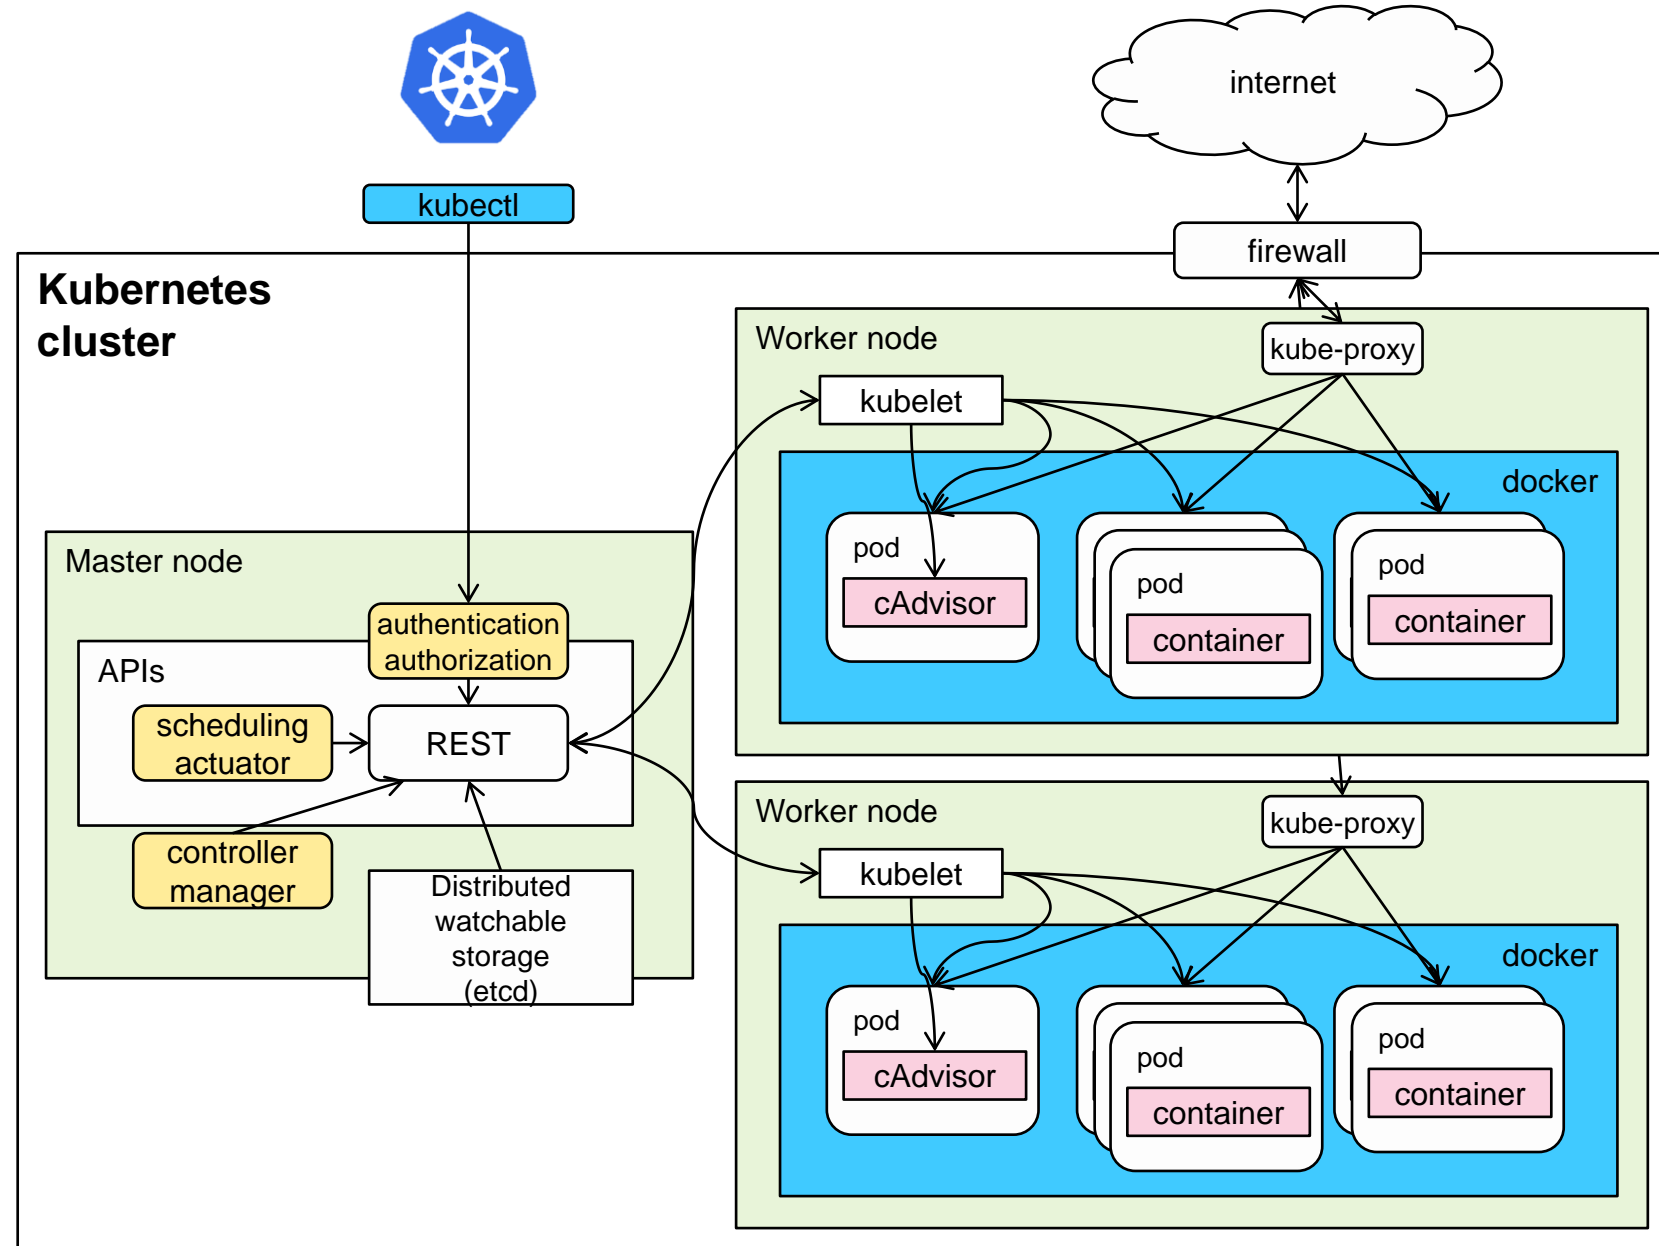 internet
kubectl
firewall
Kubernetes
cluster
Worker node
kube-proxy
kubelet
docker
pod
cAdvisor
pod
container
pod
container
Master node
authentication
authorization
APIs
scheduling
actuator
REST
controller
manager
Distributed
watchable
storage
(etcd)
Worker node
kube-proxy
kubelet
docker
pod
cAdvisor
pod
container
pod
container